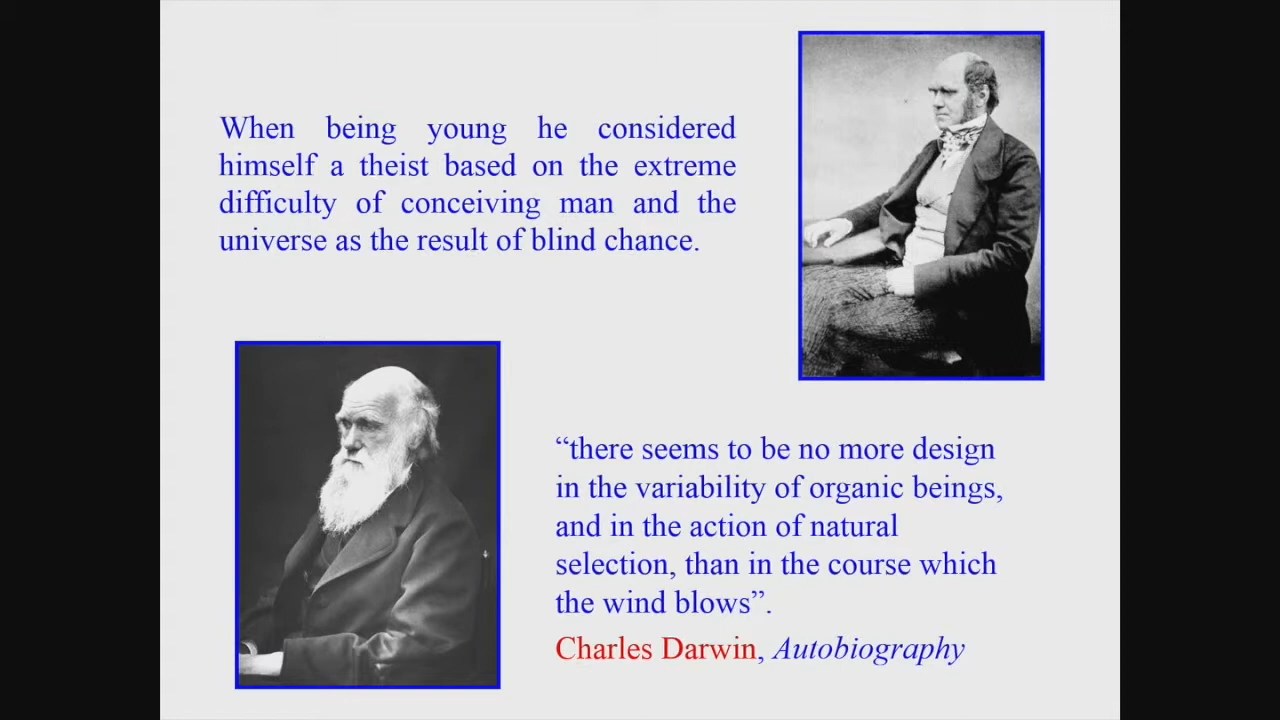 When being young he considered
himself a theist based on the extreme
difficulty of conceiving man and the
universe as the result of blind chance.
“there seems to be no more design
in the variability of organic beings,
and in the action of natural
selection, than in the course which
the wind blows”.
Charles Darwin, Autobiography